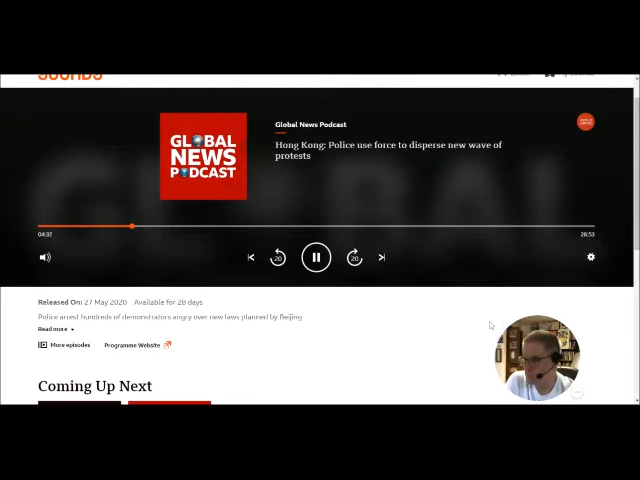 SOUNDS
Global News Podcast
GLOBAL
NEWS
PODCAST
Hong Kong: Police use force to disperse new wave of
protests
WORLD
SERVICE
04:32
26:53
20
20
Released On: 27 May 2020 Available for 28 days
Police arrest hundreds of demonstrators angry over new laws planned by Beijing
Read more
More episodes
Programme Website
Coming Up Next